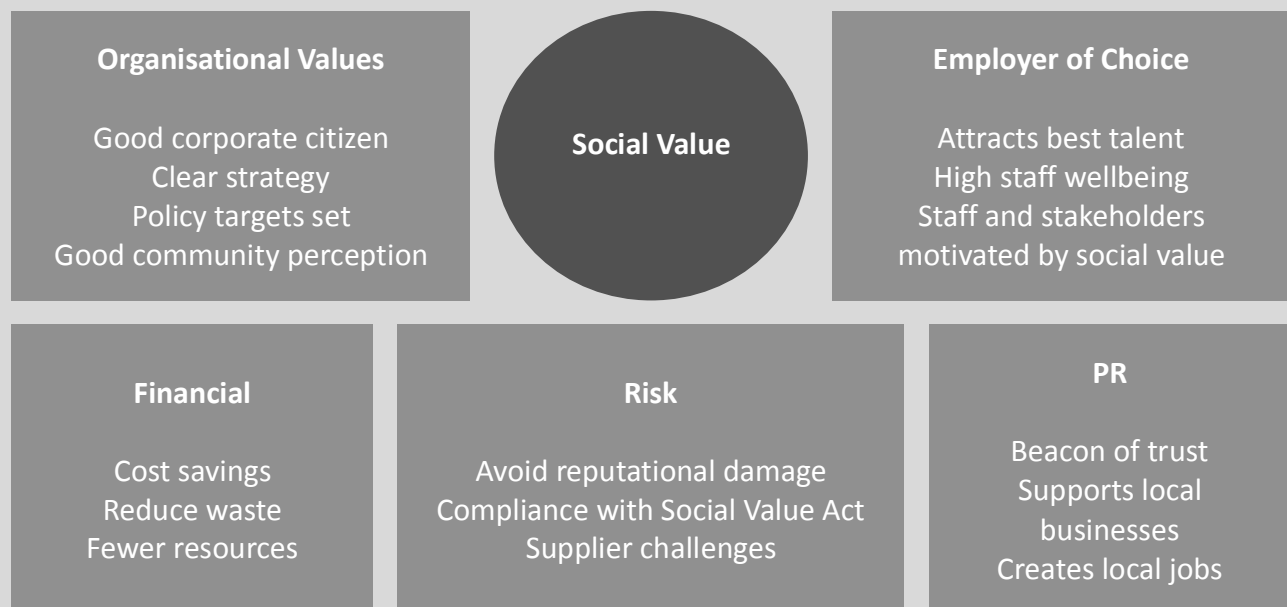 Organisational Values
Good corporate citizen
Clear strategy
Policy targets set
Good community perception
Social Value
Employer of Choice
Attracts best talent
High staff wellbeing
Staff and stakeholders
motivated by social value
Financial
Cost savings
Reduce waste
Fewer resources
Risk
Avoid reputational damage
Compliance with Social Value Act
Supplier challenges
PR
Beacon of trust
Supports local
businesses
Creates local jobs